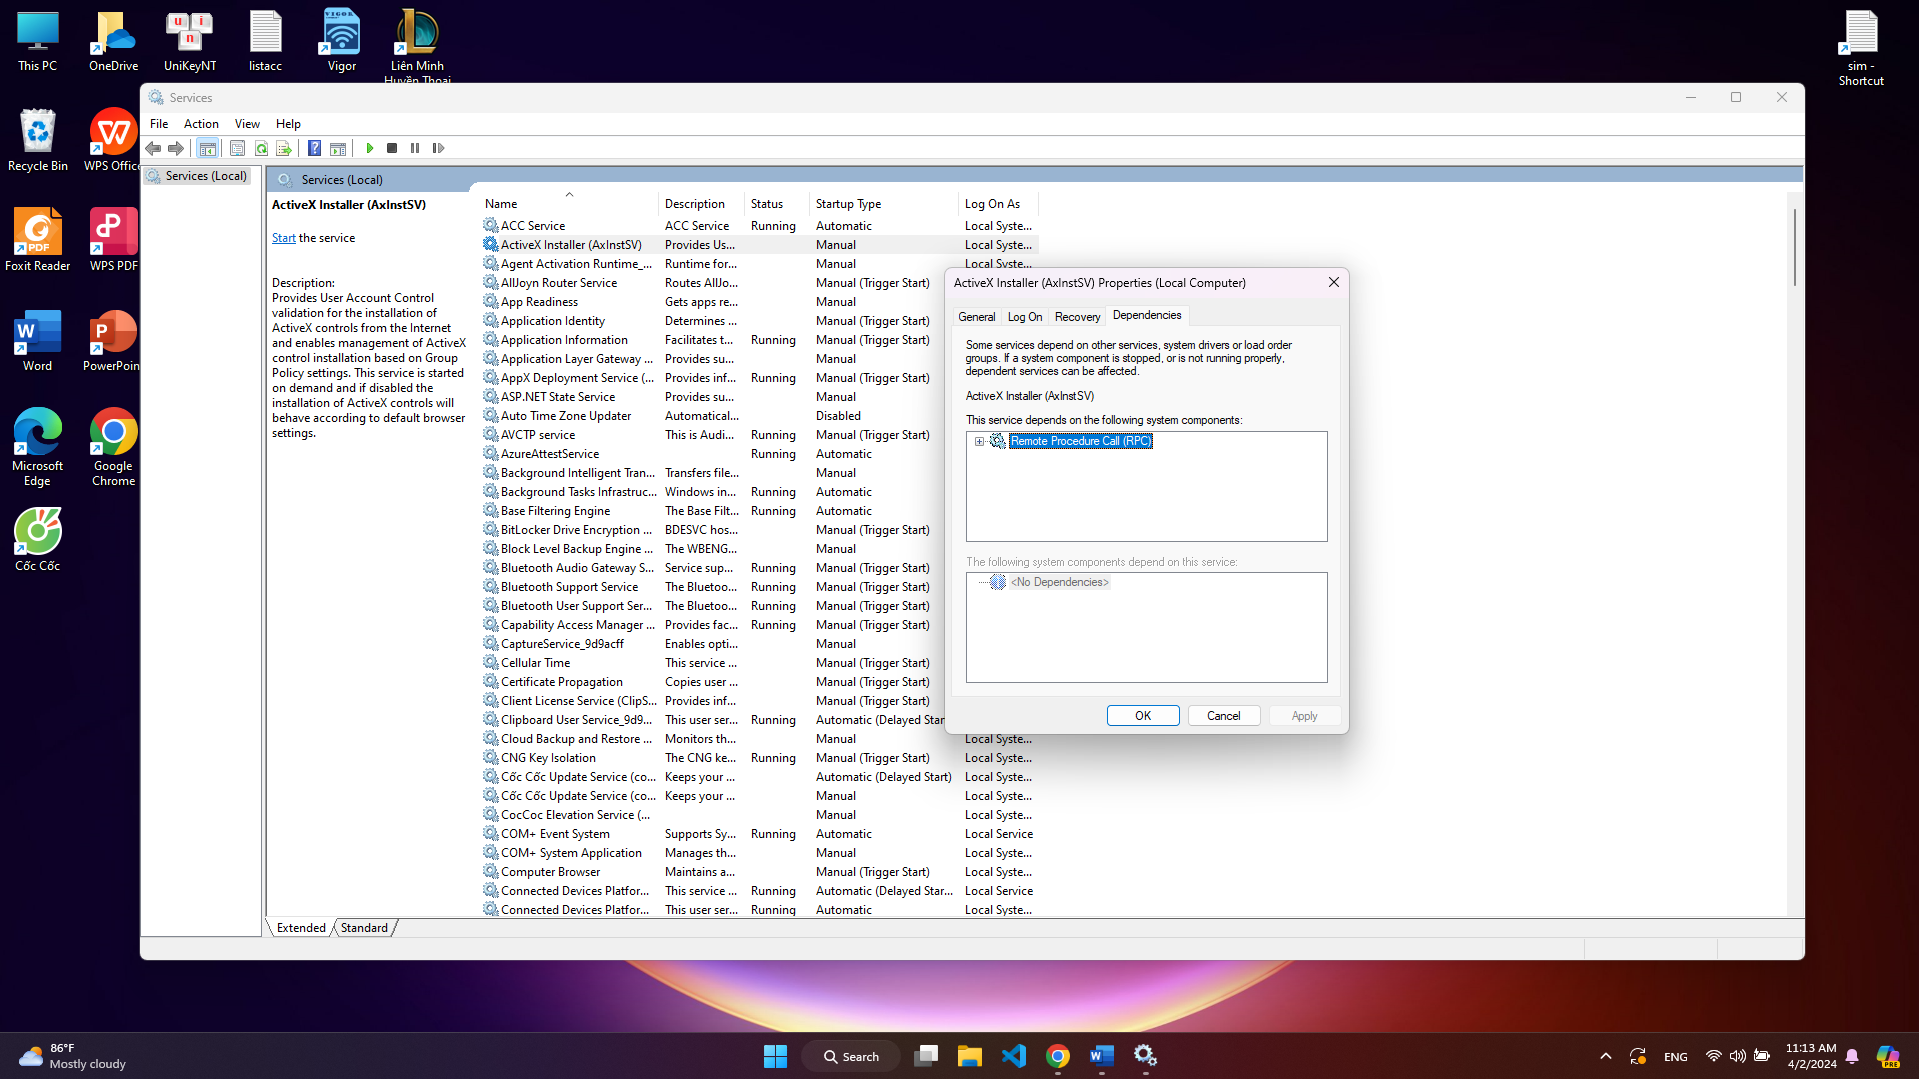 This PC
OneDrive
UniKeyNT
listacc
Vigor
Liên Minh
Huyền Thoại
sim -
Shortcut
Recycle Bin
WPS Office
Foxit Reader
WPS PDF
Word
PowerPoin
Microsoft
Edge
Google
Chrome
Cốc Cốc
Services
File Action View Help
Services (Local)
Services (Local)
ActiveX Installer (AxInstSV)
Start the service
Description:
Provides User Account Control
validation for the installation of
ActiveX controls from the Internet
and enables management of ActiveX
control installation based on Group
Policy settings. This service is started
on demand and if disabled the
installation of ActiveX controls will
behave according to default browser
settings.
Name Description Status Startup Type Log On As
ACC Service ACC Service Running Automatic Local Syste...
ActiveX Installer (AxInstSV) Provides Us... Manual Local Syste...
Agent Activation Runtime_... Runtime for... Manual Local Syste...
AllJoyn Router Service Routes AllJo... Manual (Trigger Start)
App Readiness Gets apps re... Manual
Application Identity Determines ... Manual (Trigger Start)
Application Information Facilitates t... Running Manual (Trigger Start)
Application Layer Gateway ... Provides su... Manual
AppX Deployment Service (... Provides inf... Running Manual (Trigger Start)
ASP.NET State Service Provides su... Manual
Auto Time Zone Updater Automatical... Disabled
AVCTP service This is Audi... Running Manual (Trigger Start)
AzureAttestService Running Automatic
Background Intelligent Tran... Transfers file... Manual
Background Tasks Infrastruc... Windows in... Running Automatic
Base Filtering Engine The Base Filt... Running Automatic
BitLocker Drive Encryption ... BDESVC hos... Manual (Trigger Start)
Block Level Backup Engine ... The WBENG... Manual
Bluetooth Audio Gateway S... Service sup... Running Manual (Trigger Start)
Bluetooth Support Service The Bluetoo... Running Manual (Trigger Start)
Bluetooth User Support Ser... The Bluetoo... Running Manual (Trigger Start)
Capability Access Manager ... Provides fac... Running Manual (Trigger Start)
CaptureService_9d9acff Enables opti... Manual
Cellular Time This service ... Manual (Trigger Start)
Certificate Propagation Copies user ... Manual (Trigger Start)
Client License Service (ClipS... Provides inf... Manual (Trigger Start)
Clipboard User Service_9d9... This user ser... Running Automatic (Delayed Star
Cloud Backup and Restore ... Monitors th... Manual Local Syste...
CNG Key Isolation The CNG ke... Running Manual (Trigger Start) Local Syste...
Cốc Cốc Update Service (co... Keeps your ... Automatic (Delayed Start) Local Syste...
Cốc Cốc Update Service (co... Keeps your ... Manual Local Syste...
CocCoc Elevation Service (... Manual Local Syste...
COM+ Event System Supports Sy... Running Automatic Local Service
COM+ System Application Manages th... Manual Local Syste...
Computer Browser Maintains a... Manual (Trigger Start) Local Syste...
Connected Devices Platfor... This service ... Running Automatic (Delayed Star... Local Service
Connected Devices Platfor... This user ser... Running Automatic Local Syste...
Extended Standard
ActiveX Installer (AxInstSV) Properties (Local Computer)
General Log On Recovery Dependencies
Some services depend on other services, system drivers or load order
groups. If a system component is stopped, or is not running properly,
dependent services can be affected.
ActiveX Installer (AxInstSV)
This service depends on the following system components:
Remote Procedure Call (RPC)
The following system components depend on this service:
<No Dependencies>
OK Cancel Apply
86°F
Mostly cloudy
Search
ENG
11:13 AM
4/2/2024
PRE